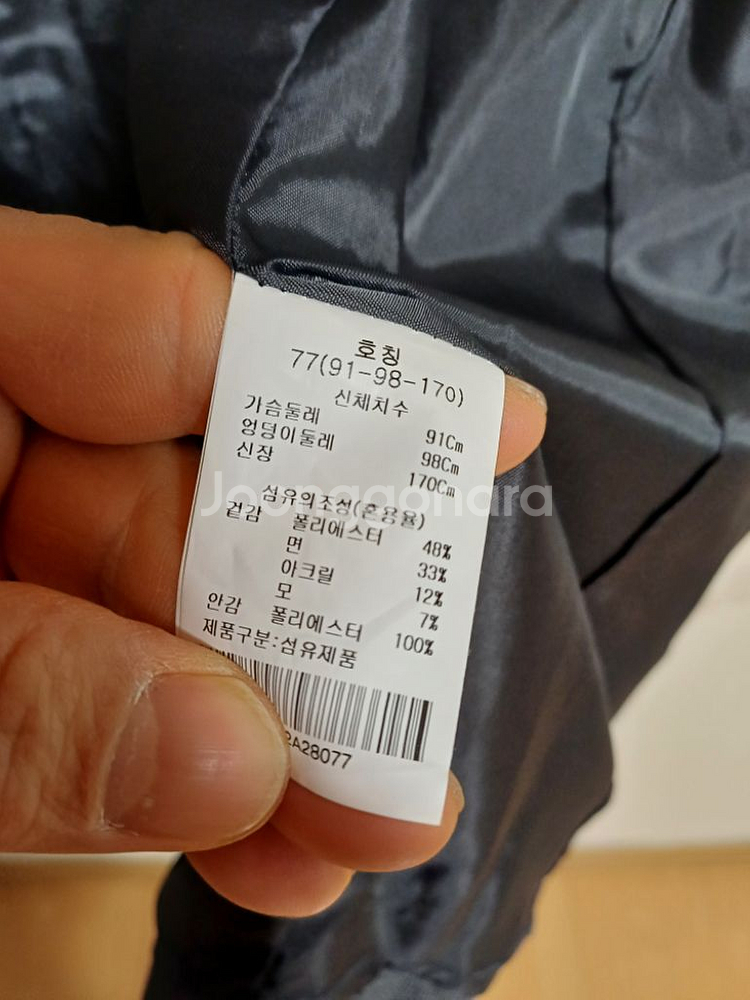 호칭
77(91-98-170)
신체치수
가슴둘레 91Cm
엉덩이둘레 98Cm
신장 170Cm
섬유의조성(혼용율)
겉감 폴리에스터 48%
면 33%
아크릴 12%
모 7%
안감 폴리에스터 100%
제품구분:섬유제품
2A28077
Joonggonara